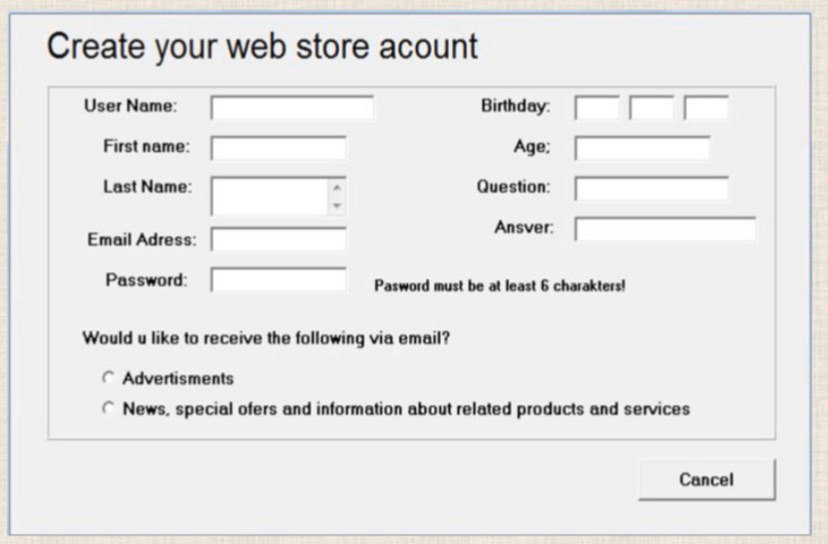 Create your web store acount
User Name:
Birthday:
First name:
Age:
Last Name:
Question:
Ansver:
Email Adress:
Password:
Pasword must be at least 6 charakters!
Would u like to receive the following via email?
Advertisments
News, special ofers and information about related products and services
Cancel